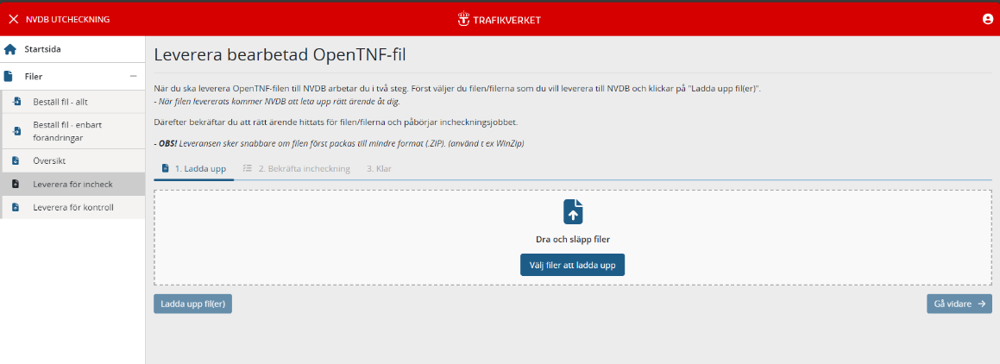 NVDB UTCHECKNING
TRAFIKVERKET
Startsida
Filer
Beställ fil - allt
Beställ fil - enbart
förändringar
Översikt
Leverera för incheck
Leverera för kontroll
Leverera bearbetad OpenTNF-fil
När du ska leverera OpenTNF-filen till NVDB arbetar du i två steg. Först väljer du filen/filerna som du vill leverera till NVDB och klickar på "Ladda upp fil(er)".
- När filen levererats kommer NVDB att leta upp rätt ärende åt dig.
Därefter bekräftar du att rätt ärende hittats för filen/filerna och påbörjar incheckningsjobbet.
- OBS! Leveransen sker snabbare om filen först packas till mindre format (.ZIP). (använd t ex WinZip)
1. Ladda upp
2. Bekräfta incheckning
3. Klar
Dra och släpp filer
Välj filer att ladda upp
Ladda upp fil(er)
Gå vidare